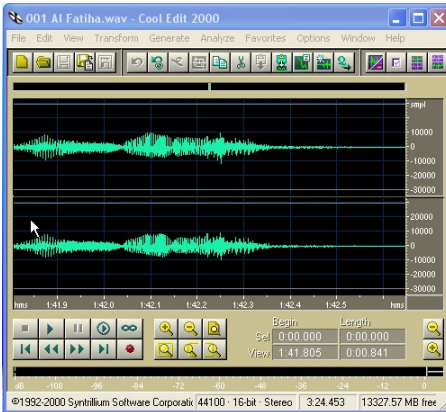 001 Al Fatiha.wav - Cool Edit 2000
File Edit View Transform Generate Analyze Favorites Options Window Help
smpl
10000
0
-10000
-20000
-30000
20000
10000
0
-10000
-20000
-30000
hms 1:41.9 1:42.0 1:42.1 1:42.2 1:42.3 1:42.4 1:42.5 hms
Begin Length
Sel 0:00.000 0:00.000
View 1:41.805 0:00.841
dB -108 -96 -84 -72 -60 -48 -36 -24 -12 0
©1992-2000 Syntrillium Software Corporatic 44100 · 16-bit · Stereo 3:24.453 13327.57 MB free